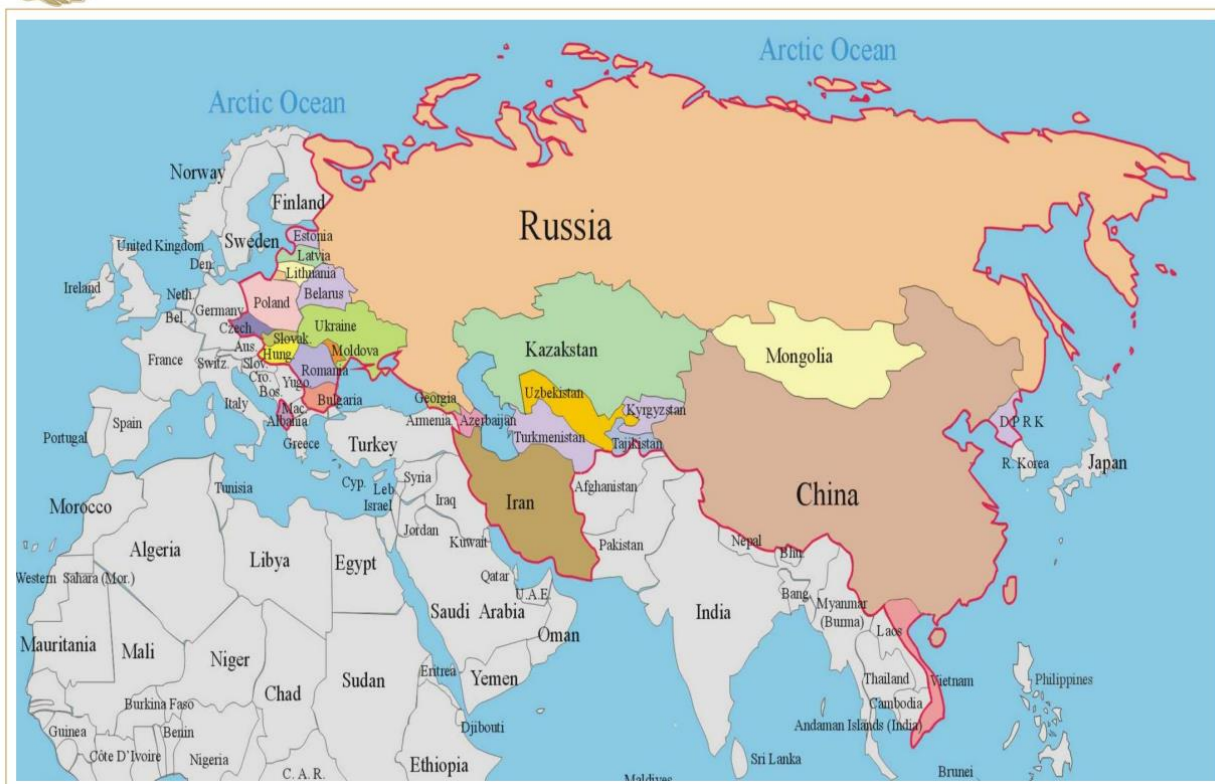 Arctic Ocean
Arctic Ocean
Norway
Finland
Russia
Sweden
Estonia
United Kingdom
Latvia
Den.
Lithuania
Ireland
Neth.
Belarus
Poland
Germany
Bel.
Ukraine
Czech.
Slovak.
Aus.
Hung.
Moldova
Kazakstan
Mongolia
France
Switz.
Slov.
Romania
Cro.
Yugo.
Bos.
Uzbekistan
Georgia
Bulgaria
Italy
Mac.
Kyrgyzstan
Spain
Albania
Armenia
Azerbaijan
D P R K
Portugal
Greece
Turkey
Turkmenistan
Tajikistan
R. Korea
Japan
Tunisia
Cyp.
Syria
Leb
Afghanistan
China
Morocco
Israel
Iraq
Iran
Jordan
Algeria
Libya
Egypt
Kuwait
Pakistan
Nepal
Bhu.
Western Sahara (Mor.)
Qatar
U.A.E.
Bang.
Saudi Arabia
India
Myanmar
(Burma)
Oman
Laos
Mauritania
Mali
Niger
Sudan
Eritrea
Yemen
Thailand
Vietnam
Philippines
Chad
Burkina Faso
Cambodia
Djibouti
Andaman Islands (India)
Guinea
Benin
Côte D'Ivoire
Nigeria
Ethiopia
Sri Lanka
C. A. R.
Maldives
Brunei